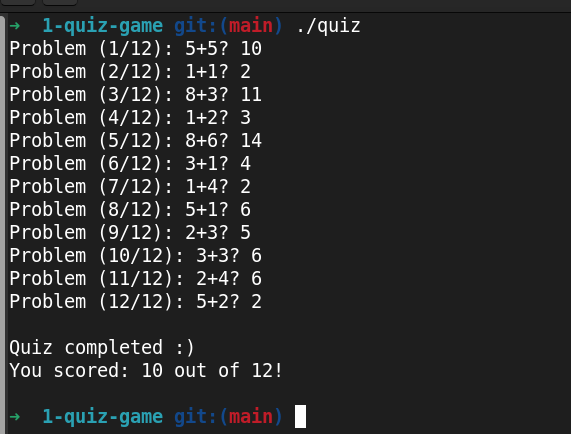 → 1-quiz-game git:(main) ./quiz
Problem (1/12): 5+5? 10
Problem (2/12): 1+1? 2
Problem (3/12): 8+3? 11
Problem (4/12): 1+2? 3
Problem (5/12): 8+6? 14
Problem (6/12): 3+1? 4
Problem (7/12): 1+4? 2
Problem (8/12): 5+1? 6
Problem (9/12): 2+3? 5
Problem (10/12): 3+3? 6
Problem (11/12): 2+4? 6
Problem (12/12): 5+2? 2
Quiz completed :)
You scored: 10 out of 12!
→ 1-quiz-game git:(main)